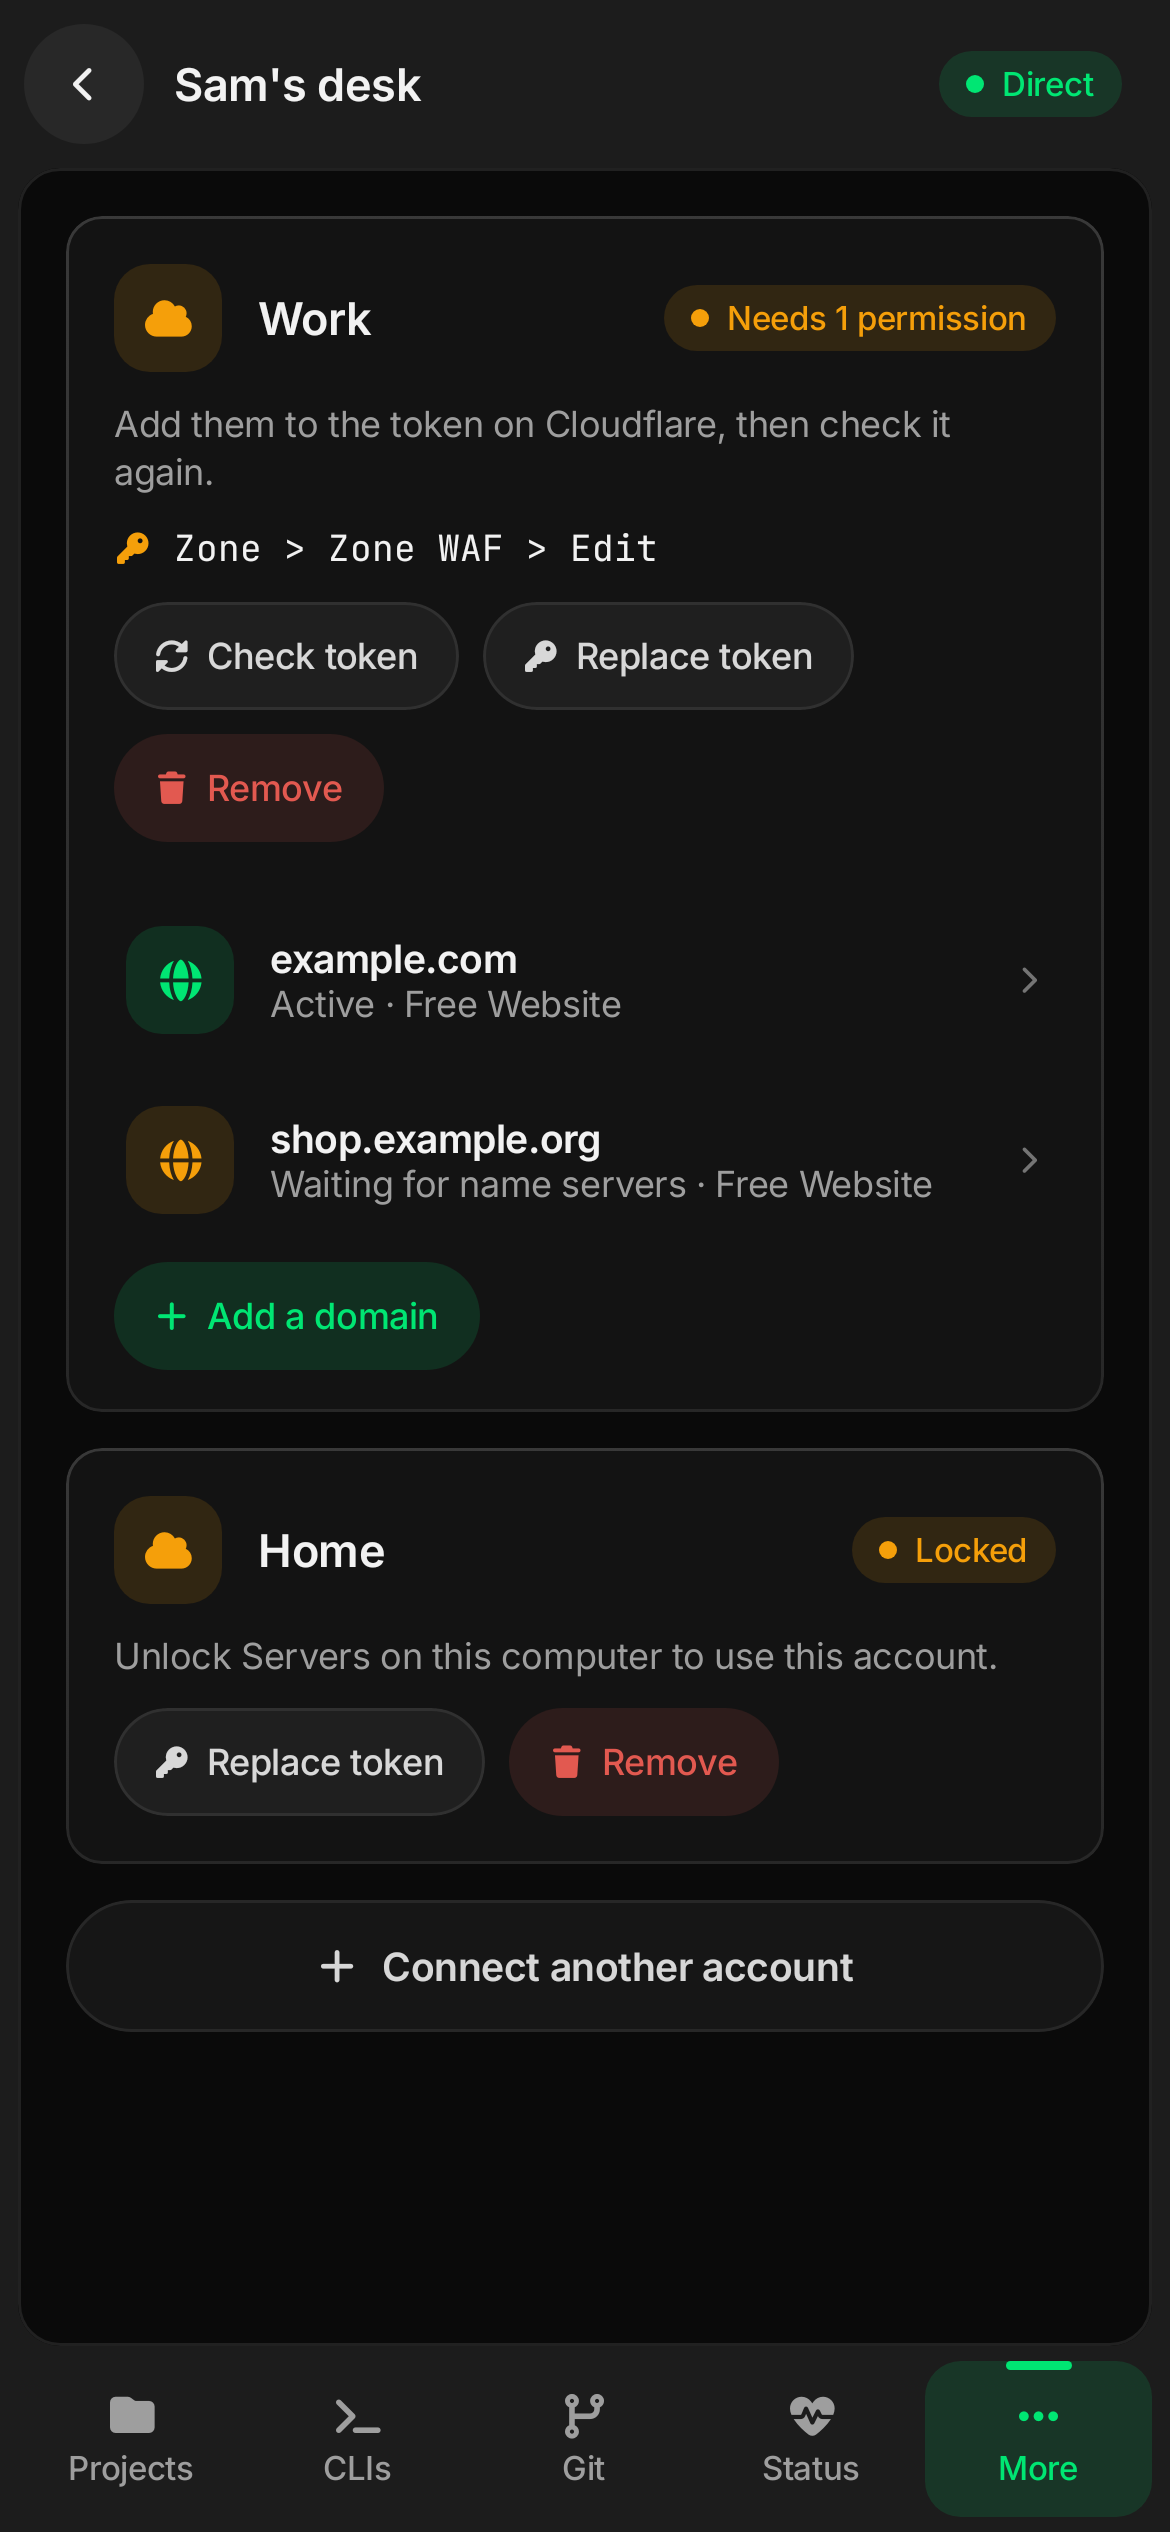 Sam's desk
Direct
Work
Needs 1 permission
Add them to the token on Cloudflare, then check it
again.
Zone > Zone WAF > Edit
Check token
Replace token
Remove
example.com
Active · Free Website
shop.example.org
Waiting for name servers · Free Website
Add a domain
Home
Locked
Unlock Servers on this computer to use this account.
Replace token
Remove
Connect another account
Projects
CLIs
Git
Status
More